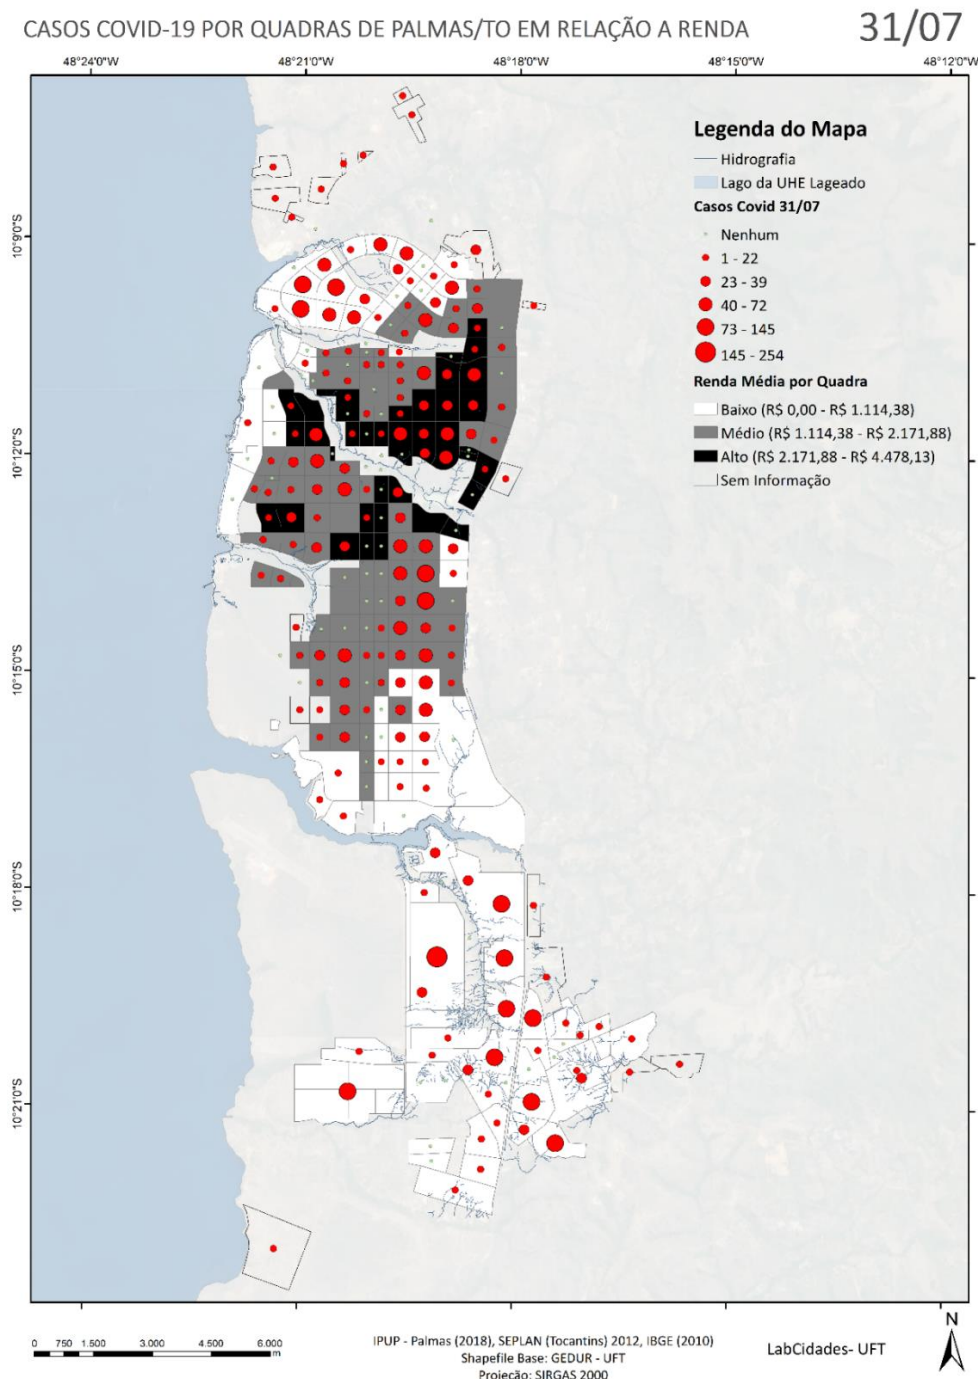 CASOS COVID-19 POR QUADRAS DE PALMAS/TO EM RELAÇÃO A RENDA
31/07
48°24'0"W 48°21'0"W 48°18'0"W 48°15'0"W 48°12'0"W
Legenda do Mapa
Hidrografia
Lago da UHE Lageado
Casos Covid 31/07
Nenhum
1 - 22
23 - 39
40 - 72
73 - 145
145 - 254
Renda Média por Quadra
Baixo (R$ 0,00 - R$ 1.114,38)
Médio (R$ 1.114,38 - R$ 2.171,88)
Alto (R$ 2.171,88 - R$ 4.478,13)
Sem Informação
10°9'0"S
10°12'0"S
10°15'0"S
10°18'0"S
10°21'0"S
0 750 1.500 3.000 4.500 6.000
m
IPUP - Palmas (2018), SEPLAN (Tocantins) 2012, IBGE (2010)
Shapefile Base: GEDUR - UFT
Projeção: SIRGAS 2000
LabCidades- UFT
N